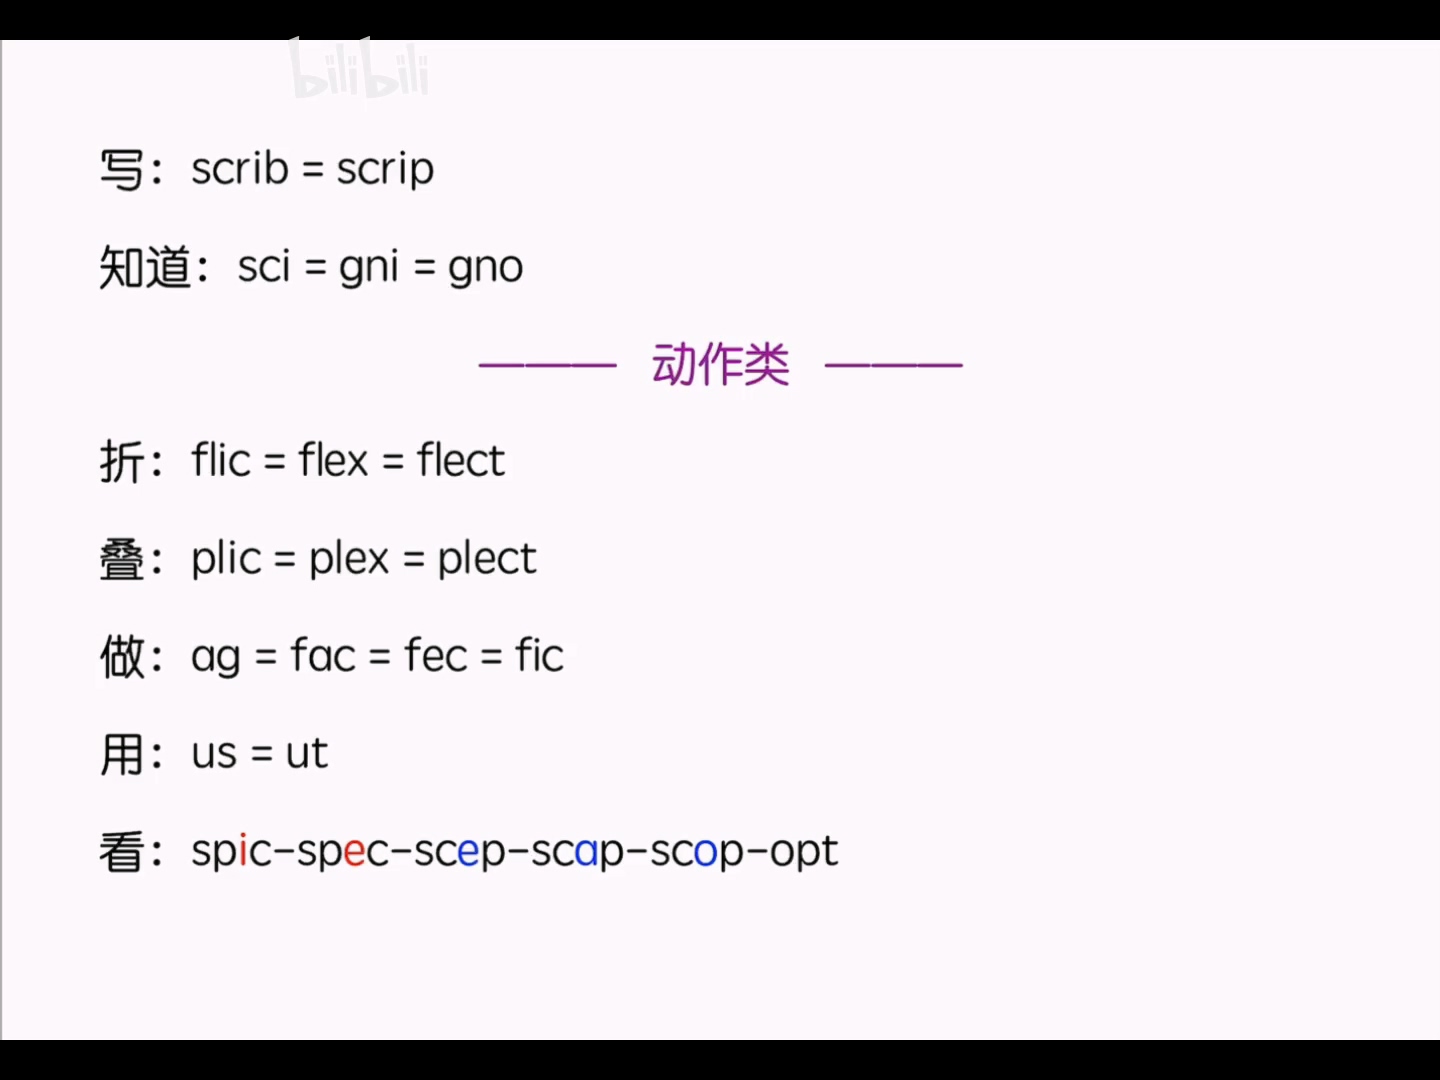 bilibili
写：scrib = scrip
知道：sci = gni = gno
——— 动作类 ———
折：flic = flex = flect
叠：plic = plex = plect
做：ag = fac = fec = fic
用：us = ut
看：spic-spec-scep-scap-scop-opt